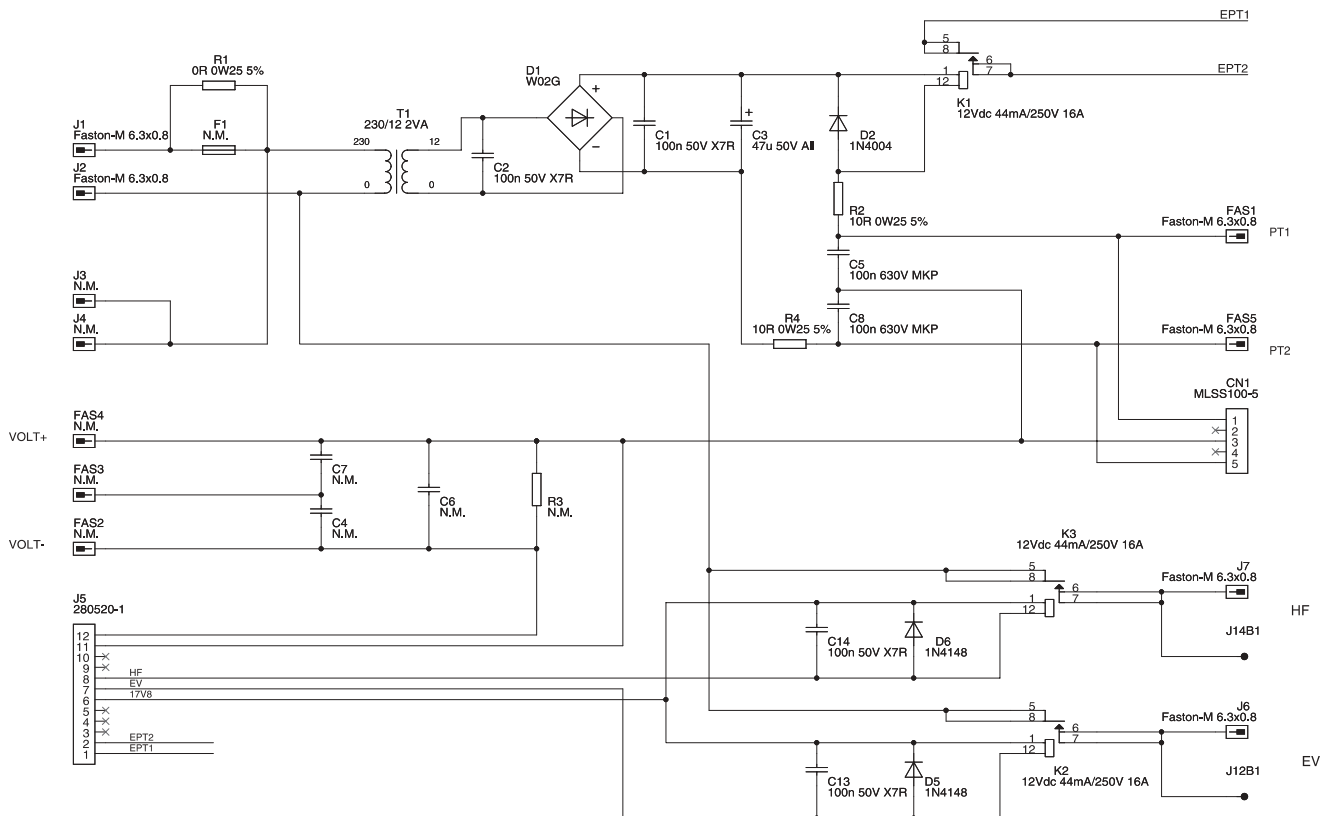 EPT1
5
8
6
7
1
12
EPT2
K1
12Vdc 44mA/250V 16A
R1
0R 0W25 5%
D1
W02G
+
−
J1
Faston-M 6.3x0.8
F1
N.M.
T1
230/12 2VA
230
12
0
0
C2
100n 50V X7R
C1
100n 50V X7R
+
C3
47u 50V All
D2
1N4004
J2
Faston-M 6.3x0.8
R2
10R 0W25 5%
FAS1
Faston-M 6.3x0.8
PT1
C5
100n 630V MKP
J3
N.M.
J4
N.M.
R4
10R 0W25 5%
C8
100n 630V MKP
FAS5
Faston-M 6.3x0.8
PT2
CN1
MLSS100-5
1
2
3
4
5
VOLT+
FAS4
N.M.
FAS3
N.M.
C7
N.M.
C4
N.M.
C6
N.M.
R3
N.M.
VOLT-
FAS2
N.M.
K3
12Vdc 44mA/250V 16A
5
8
6
7
1
12
J7
Faston-M 6.3x0.8
HF
J14B1
C14
100n 50V X7R
D6
1N4148
J5
280520-1
12
11
10
9
8
7
6
5
4
3
2
1
HF
EV
17V8
EPT2
EPT1
5
8
6
7
1
12
J6
Faston-M 6.3x0.8
EV
J12B1
K2
12Vdc 44mA/250V 16A
C13
100n 50V X7R
D5
1N4148